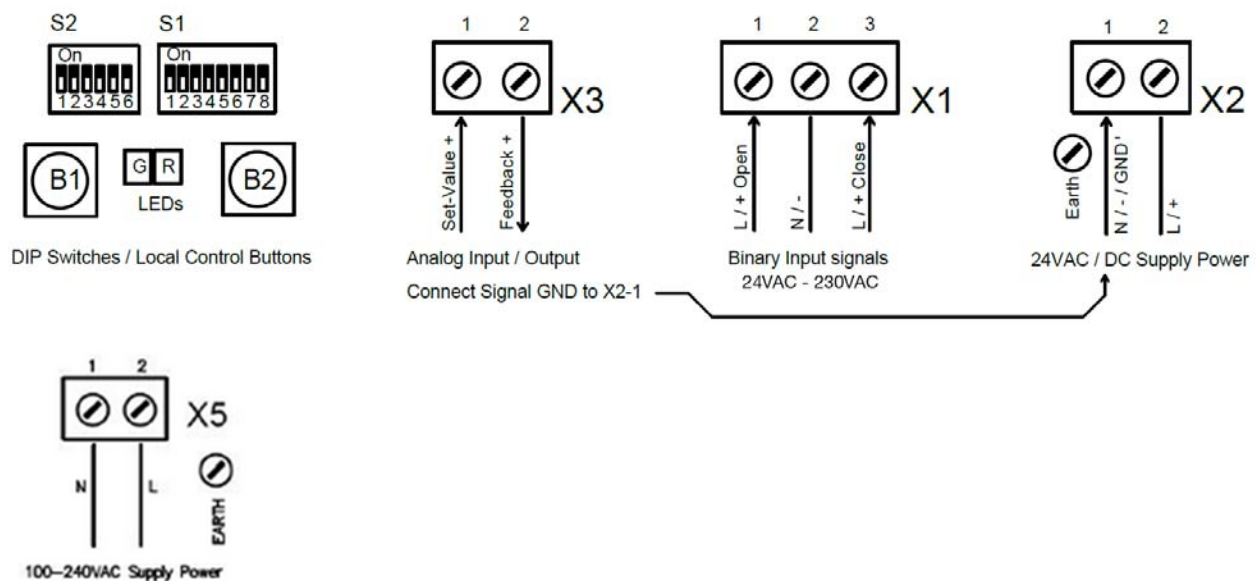 S2 S1
On On
123456 12345678
B1 G R B2
LEDs
DIP Switches / Local Control Buttons
1 2
X3
Set-Value +
Feedback +
Analog Input / Output
Connect Signal GND to X2-1
1 2 3
X1
L / + Open
N / -
L / + Close
Binary Input signals
24VAC - 230VAC
1 2
X2
Earth
N / - / GND'
L / +
24VAC / DC Supply Power
1 2
X5
N
L
EARTH
100-240VAC Supply Power